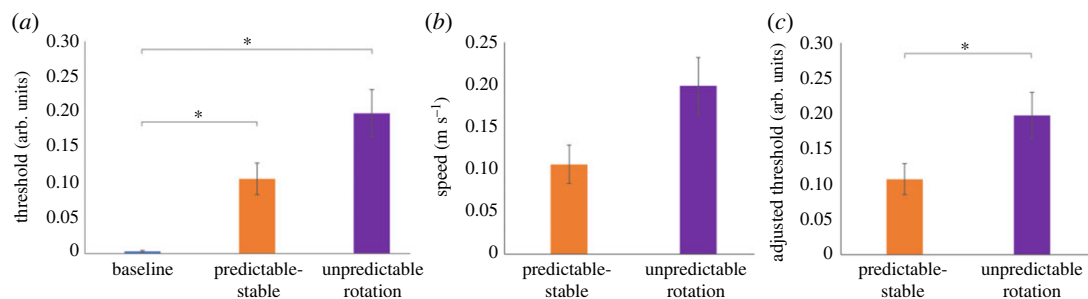 (a)
threshold (arb. units)
0.30
0.25
0.20
0.15
0.10
0.05
0
*
*
baseline
predictable-
stable
unpredictable
rotation
(b)
speed (m s⁻¹)
0.25
0.20
0.15
0.10
0.05
0
predictable-
stable
unpredictable
rotation
(c)
adjusted threshold (arb. units)
0.30
0.25
0.20
0.15
0.10
0.05
0
*
predictable-
stable
unpredictable
rotation